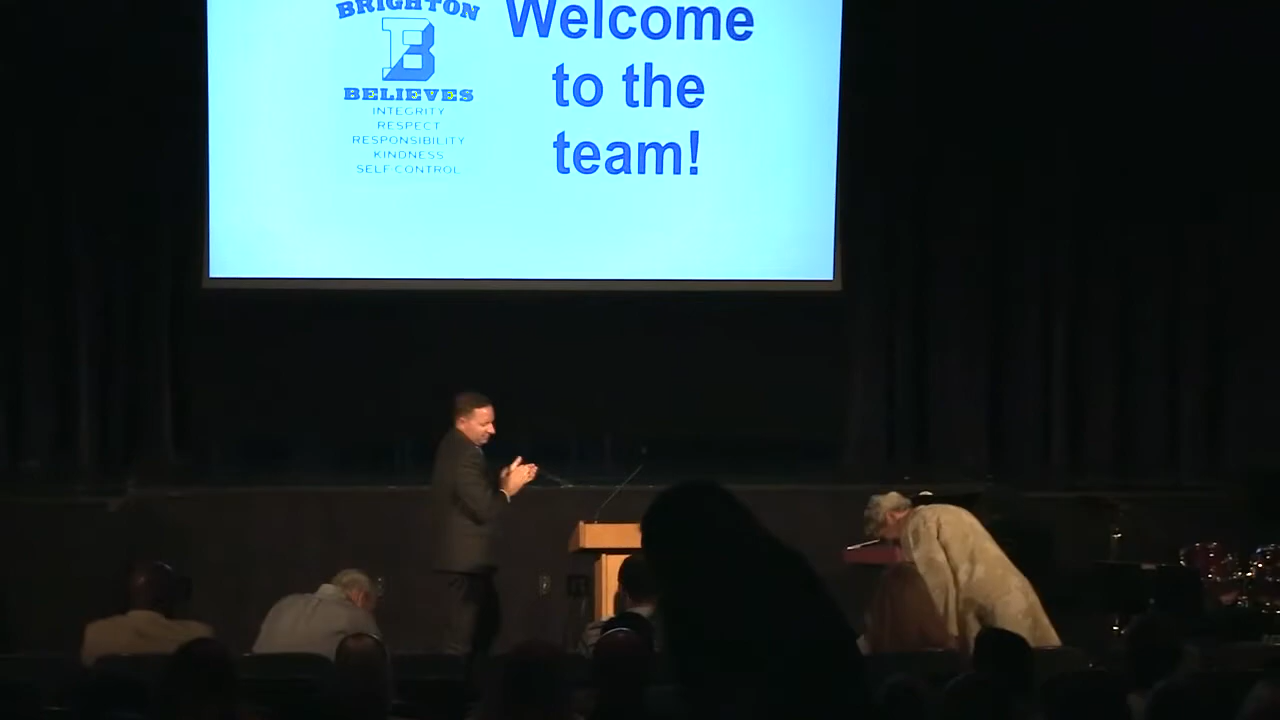 BRIGHTON
B
BELIEVES
INTEGRITY
RESPECT
RESPONSIBILITY
KINDNESS
SELF CONTROL
Welcome
to the
team!